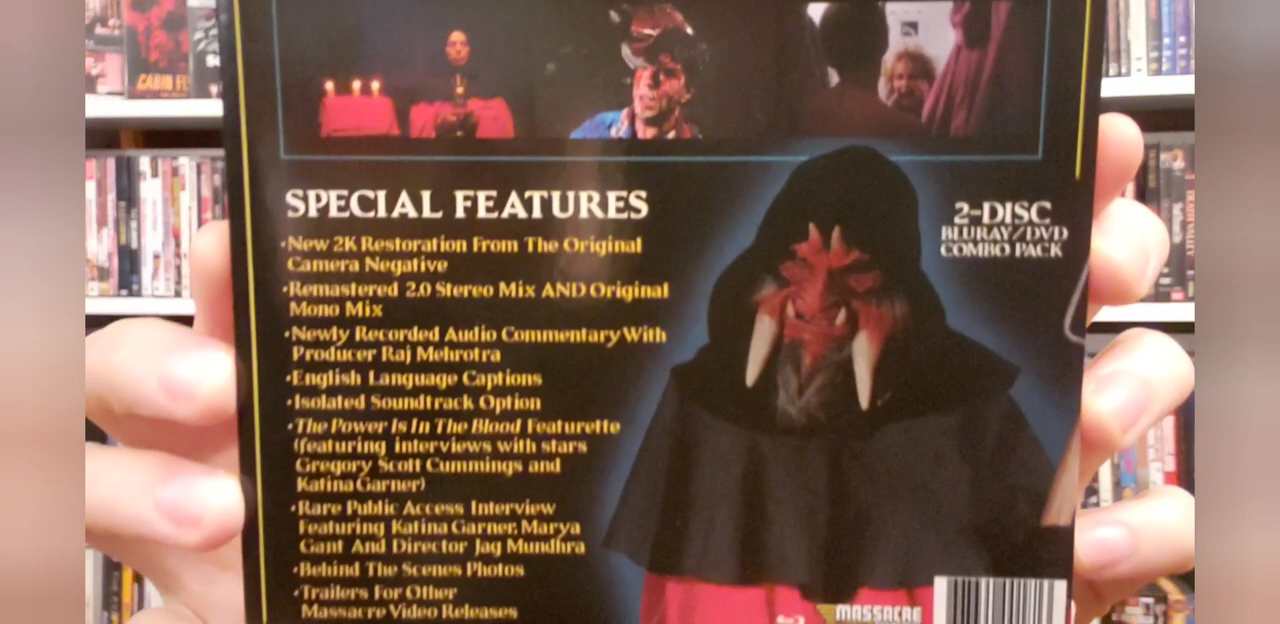 CABIN FE
SPECIAL FEATURES
•New 2K Restoration From The Original
Camera Negative
•Remastered 2.0 Stereo Mix AND Original
Mono Mix
•Newly Recorded Audio Commentary With
Producer Raj Mehrotra
•English Language Captions
•Isolated Soundtrack Option
•The Power Is In The Blood Featurette
(featuring interviews with stars
Gregory Scott Cummings and
Katina Garner)
•Rare Public Access Interview
Featuring Katina Garner, Marya
Gant And Director Jag Mundhra
•Behind The Scenes Photos
•Trailers For Other
Massacre Video Releases
2-DISC
BLURAY/DVD
COMBO PACK
MASSACRE